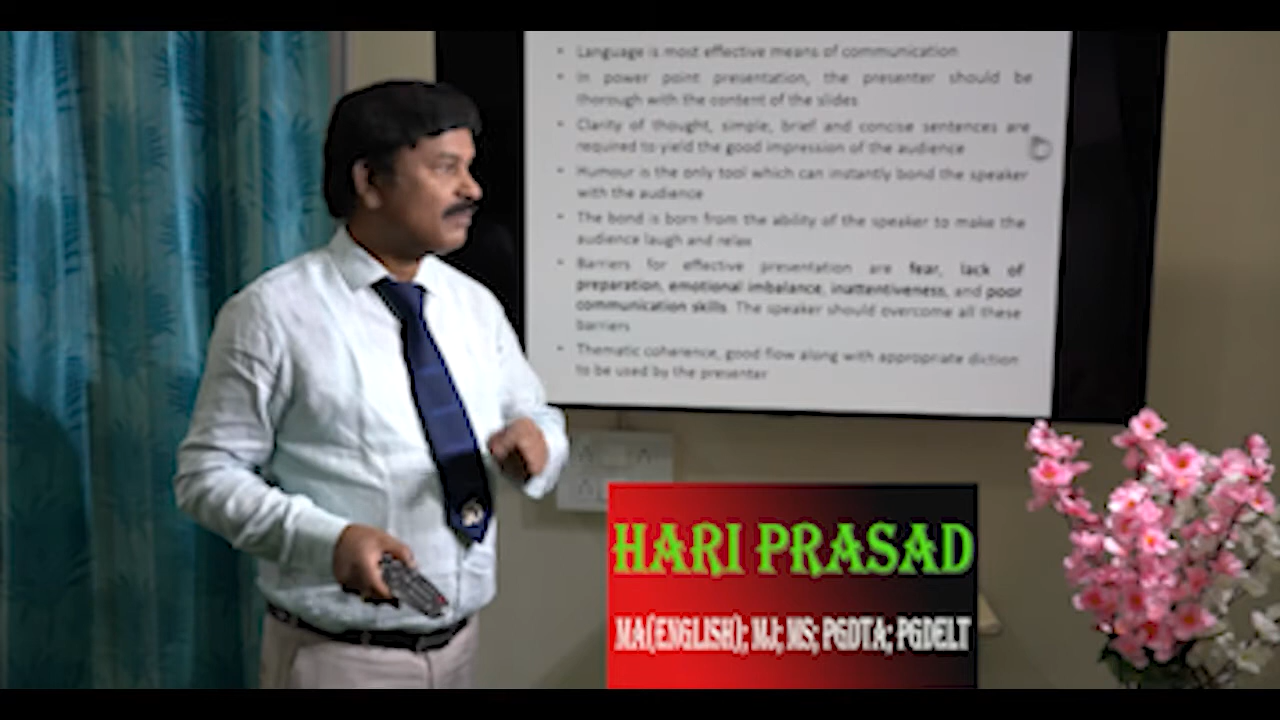 • Language is most effective means of communication
• In power point presentation, the presenter should be
thorough with the content of the slides
• Clarity of thought, simple, brief and concise sentences are
required to yield the good impression of the audience
• Humour is the only tool which can instantly bond the speaker
with the audience
• The bond is born from the ability of the speaker to make the
audience laugh and relax
• Barriers for effective presentation are fear, lack of
preparation, emotional imbalance, inattentiveness, and poor
communication skills. The speaker should overcome all these
barriers
• Thematic coherence, good flow along with appropriate diction
to be used by the presenter
HARI PRASAD
MA(ENGLISH); MJ; MS; PGDTA; PGDELT